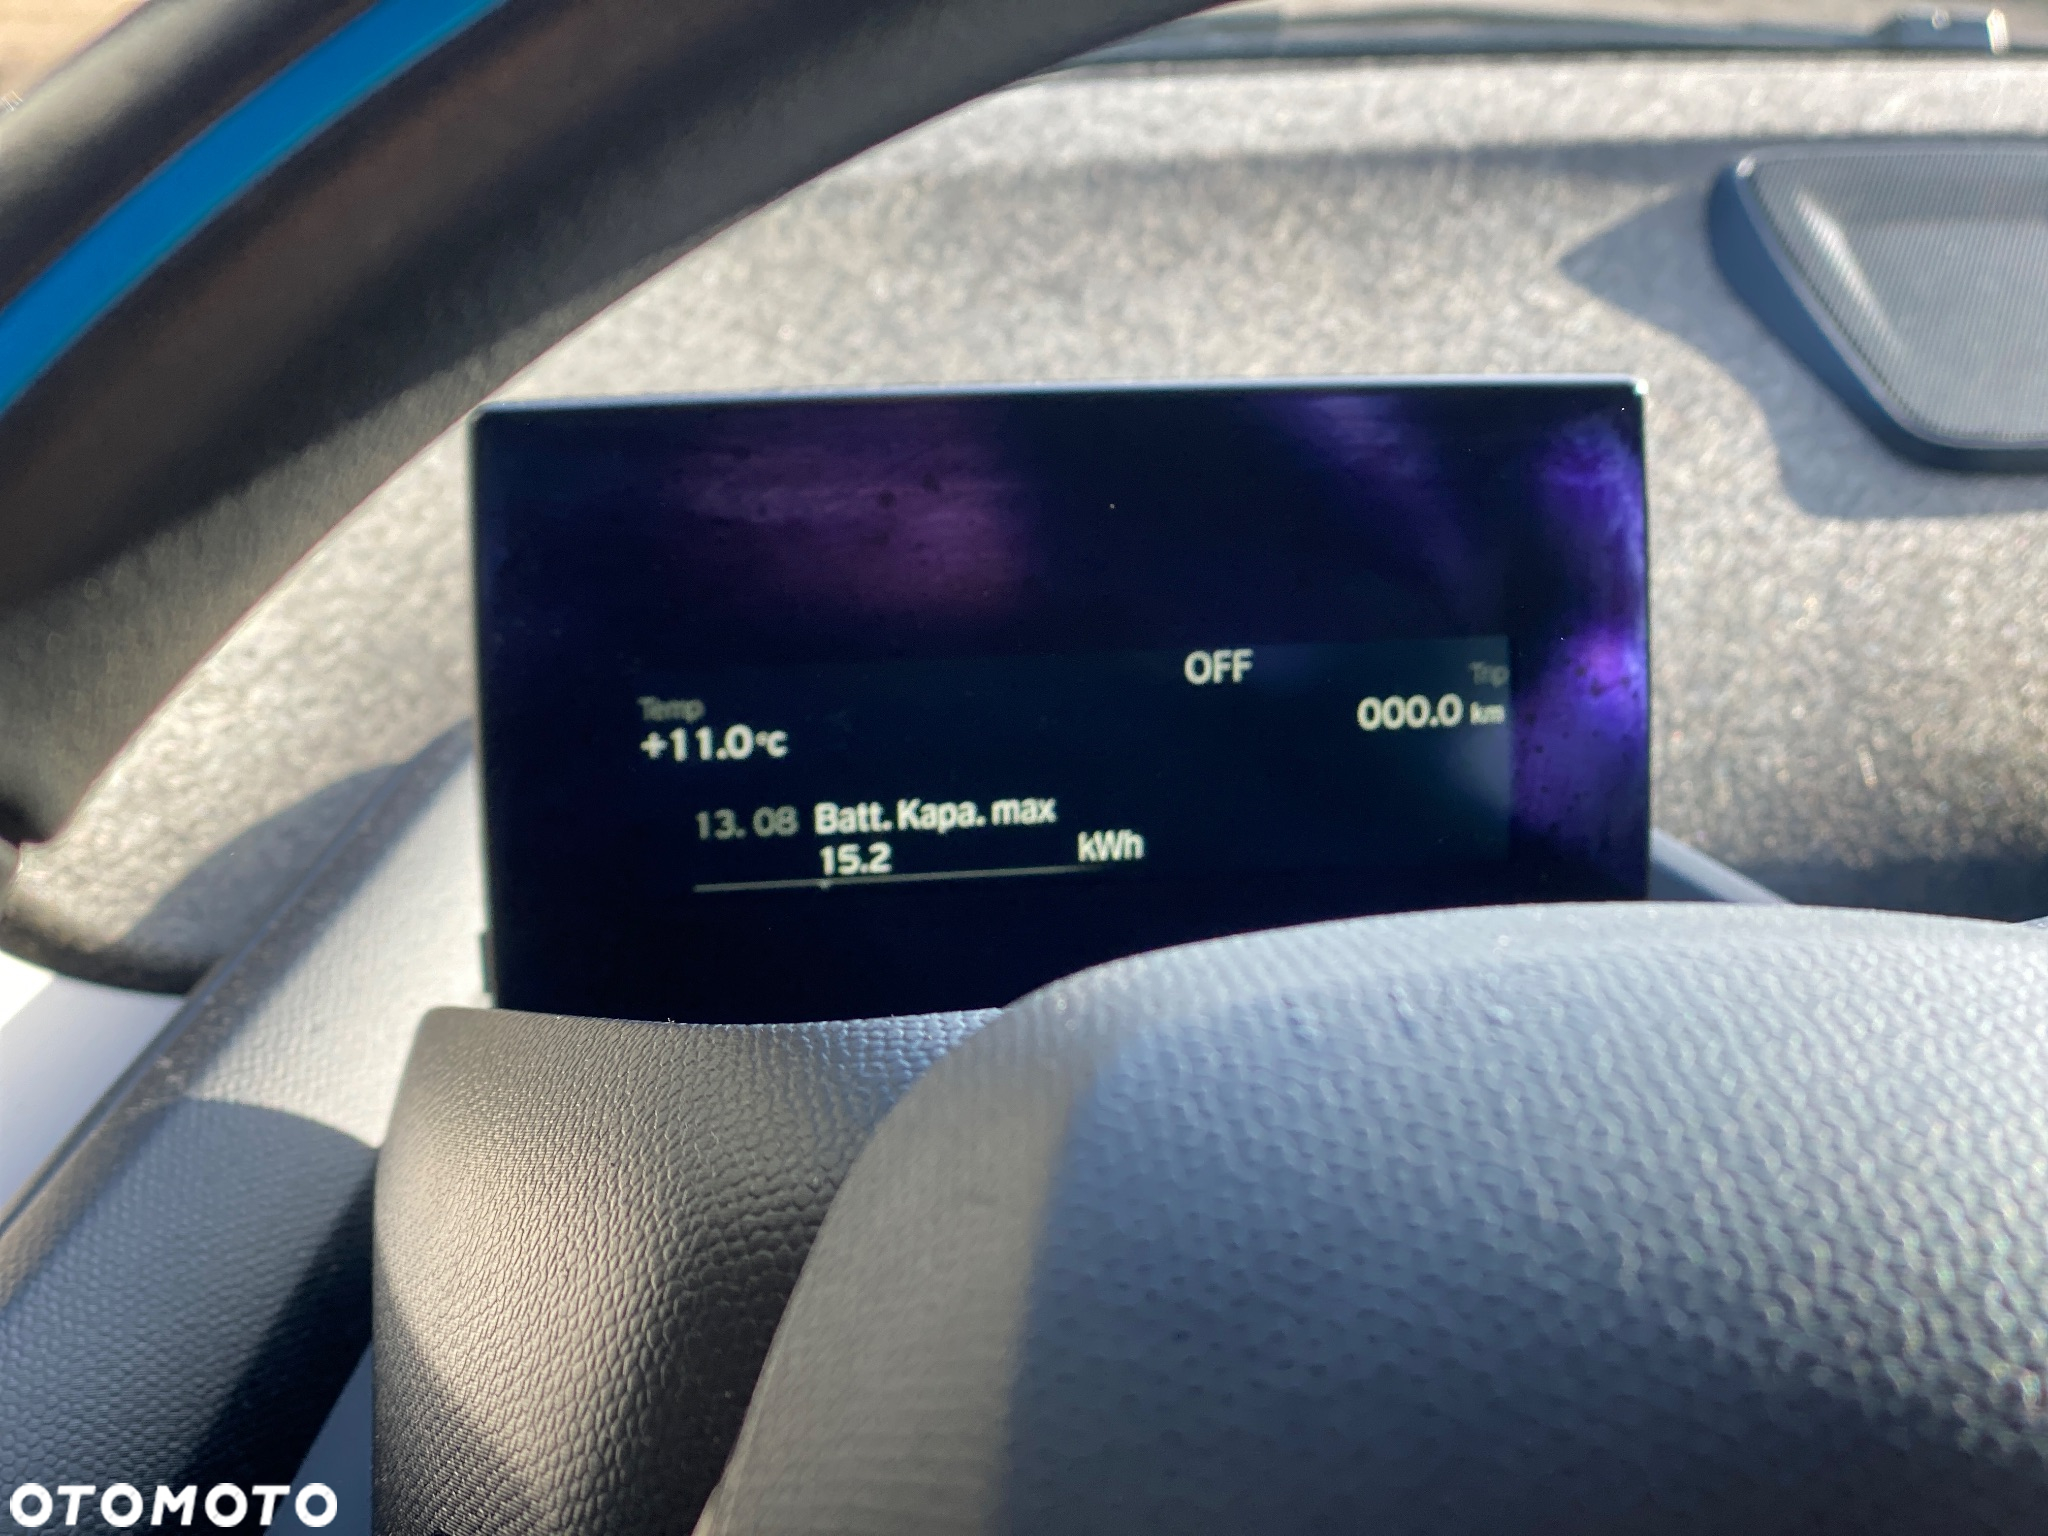 OFF
Trip
000.0 km
Temp
+11.0°C
13. 08 Batt. Kapa. max
15.2 kWh
OTOMOTO